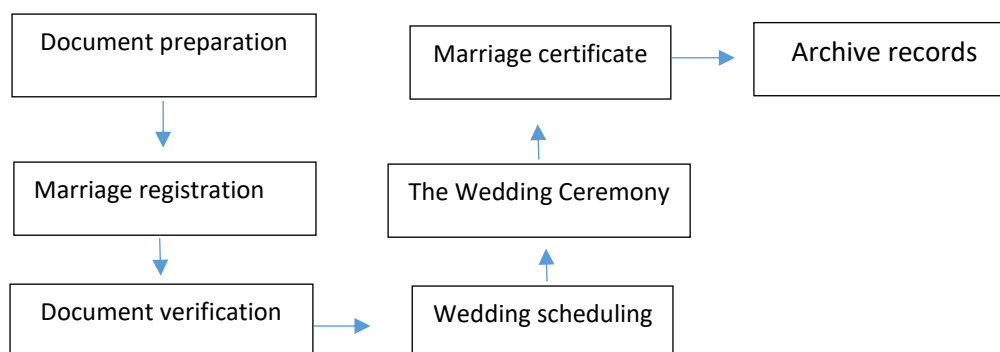 Document preparation
Marriage registration
Document verification
Wedding scheduling
The Wedding Ceremony
Marriage certificate
Archive records